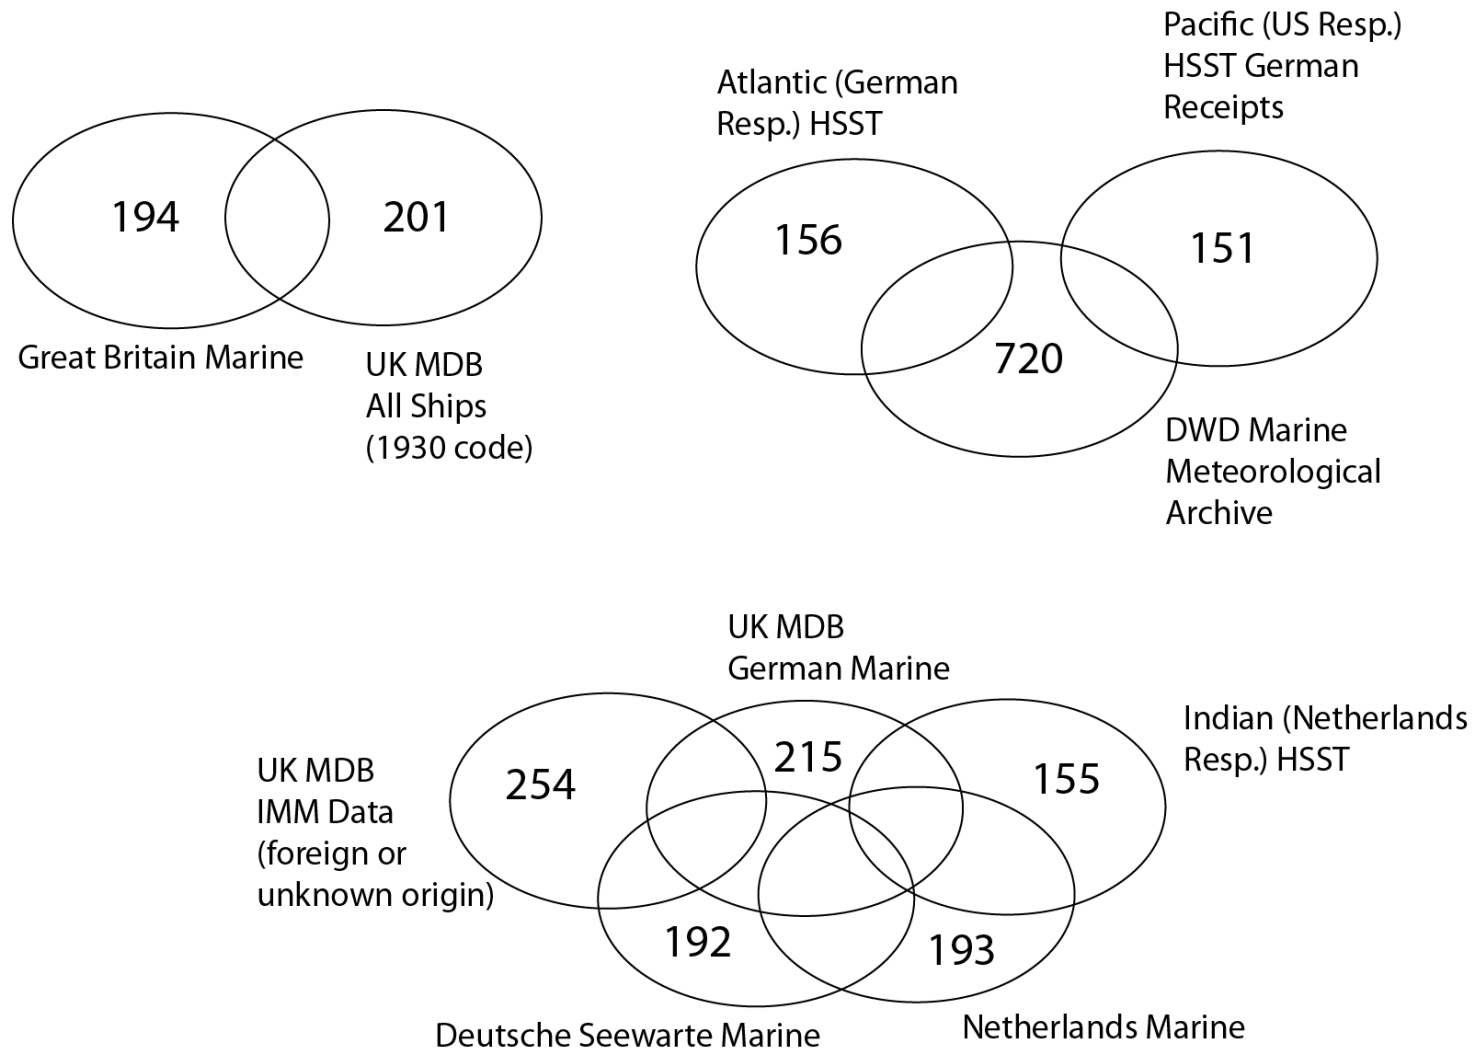 194
201
Great Britain Marine
UK MDB
All Ships
(1930 code)
Atlantic (German
Resp.) HSST
Pacific (US Resp.)
HSST German
Receipts
156
151
720
DWD Marine
Meteorological
Archive
UK MDB
German Marine
Indian (Netherlands
Resp.) HSST
UK MDB
IMM Data
(foreign or
unknown origin)
254
215
155
192
193
Deutsche Seewarte Marine
Netherlands Marine